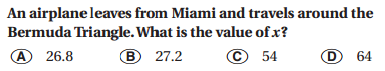 An airplane leaves from Miami and travels around the
Bermuda Triangle. What is the value of x?
A 26.8 B 27.2 C 54 D 64